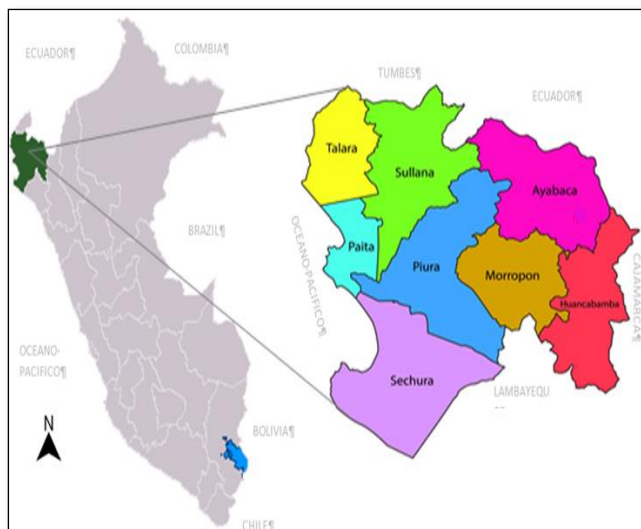 ECUADOR¶
COLOMBIA¶
BRAZIL¶
OCEANO-
PACIFICO¶
N
BOLIVIA¶
CHILE¶
TUMBES¶
ECUADOR¶
Talara
Sullana
Ayabaca
Paita
Piura
Morropon
Huancabamba
Sechura
OCEANO-PACIFICO¶
CAJAMARCA¶
LAMBAYEQU